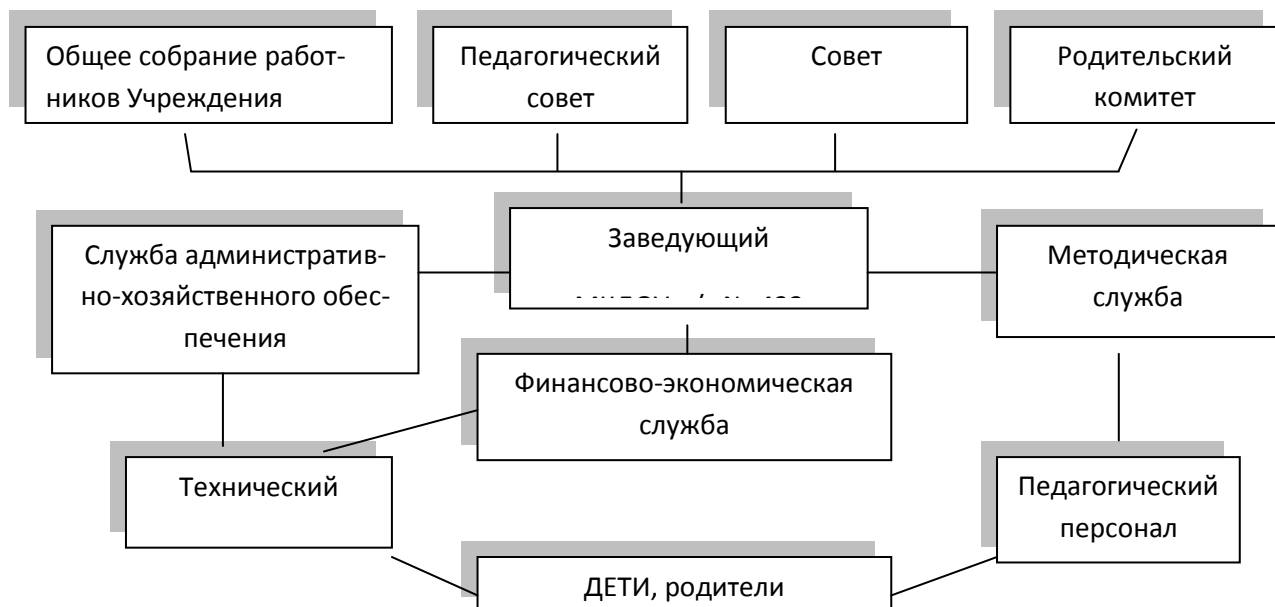 Общее собрание работ-
ников Учреждения
Педагогический
совет
Совет
Родительский
комитет
Заведующий
Служба административ-
но-хозяйственного обес-
печения
Методическая
служба
Финансово-экономическая
служба
Технический
Педагогический
персонал
ДЕТИ, родители